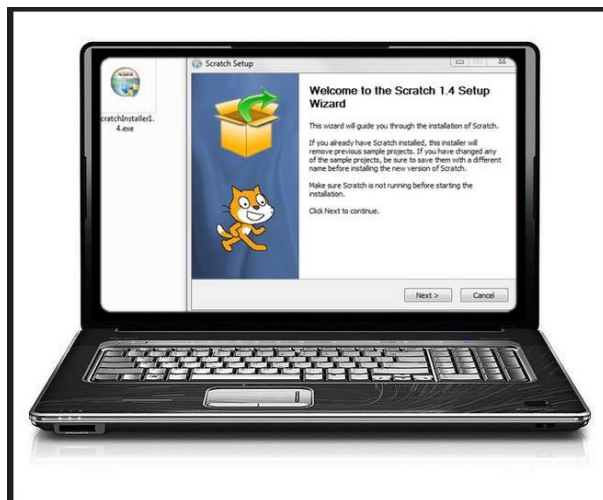 cratchInstaller1.
4.exe
Scratch Setup
Welcome to the Scratch 1.4 Setup
Wizard
This wizard will guide you through the installation of Scratch.
If you already have Scratch installed, this installer will
remove previous sample projects. If you have changed any
of the sample projects, be sure to save them with a different
name before installing the new version of Scratch.
Make sure Scratch is not running before starting the
installation.
Click Next to continue.
Next >
Cancel